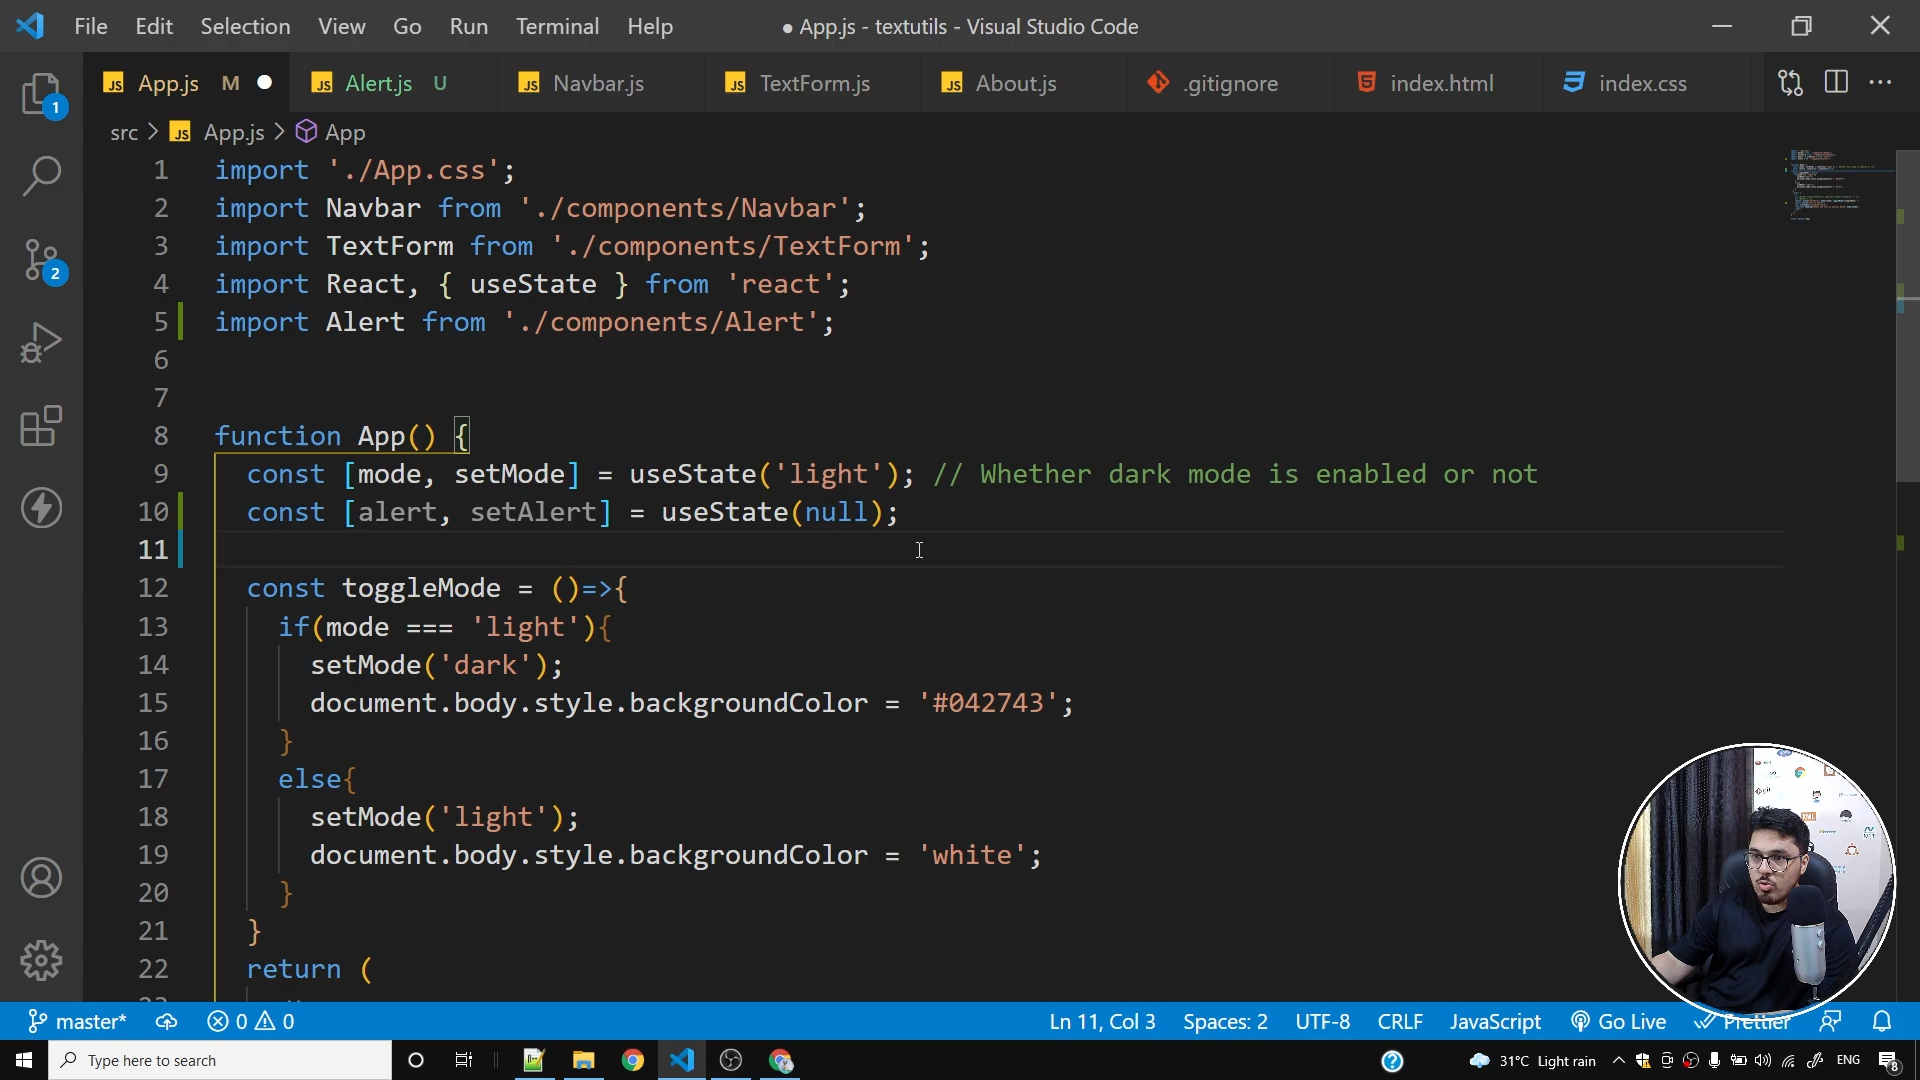 File Edit Selection View Go Run Terminal Help ● App.js - textutils - Visual Studio Code
App.js M Alert.js U Navbar.js TextForm.js About.js .gitignore index.html index.css
src > App.js > App
1 import './App.css';
2 import Navbar from './components/Navbar';
3 import TextForm from './components/TextForm';
4 import React, { useState } from 'react';
5 import Alert from './components/Alert';
6
7
8 function App() {
9 const [mode, setMode] = useState('light'); // Whether dark mode is enabled or not
10 const [alert, setAlert] = useState(null);
11
12 const toggleMode = ()=>{
13 if(mode === 'light'){
14 setMode('dark');
15 document.body.style.backgroundColor = '#042743';
16 }
17 else{
18 setMode('light');
19 document.body.style.backgroundColor = 'white';
20 }
21 }
22 return (
1
2
master* 0 0 Ln 11, Col 3 Spaces: 2 UTF-8 CRLF JavaScript Go Live Prettier
Type here to search 31°C Light rain ENG 8